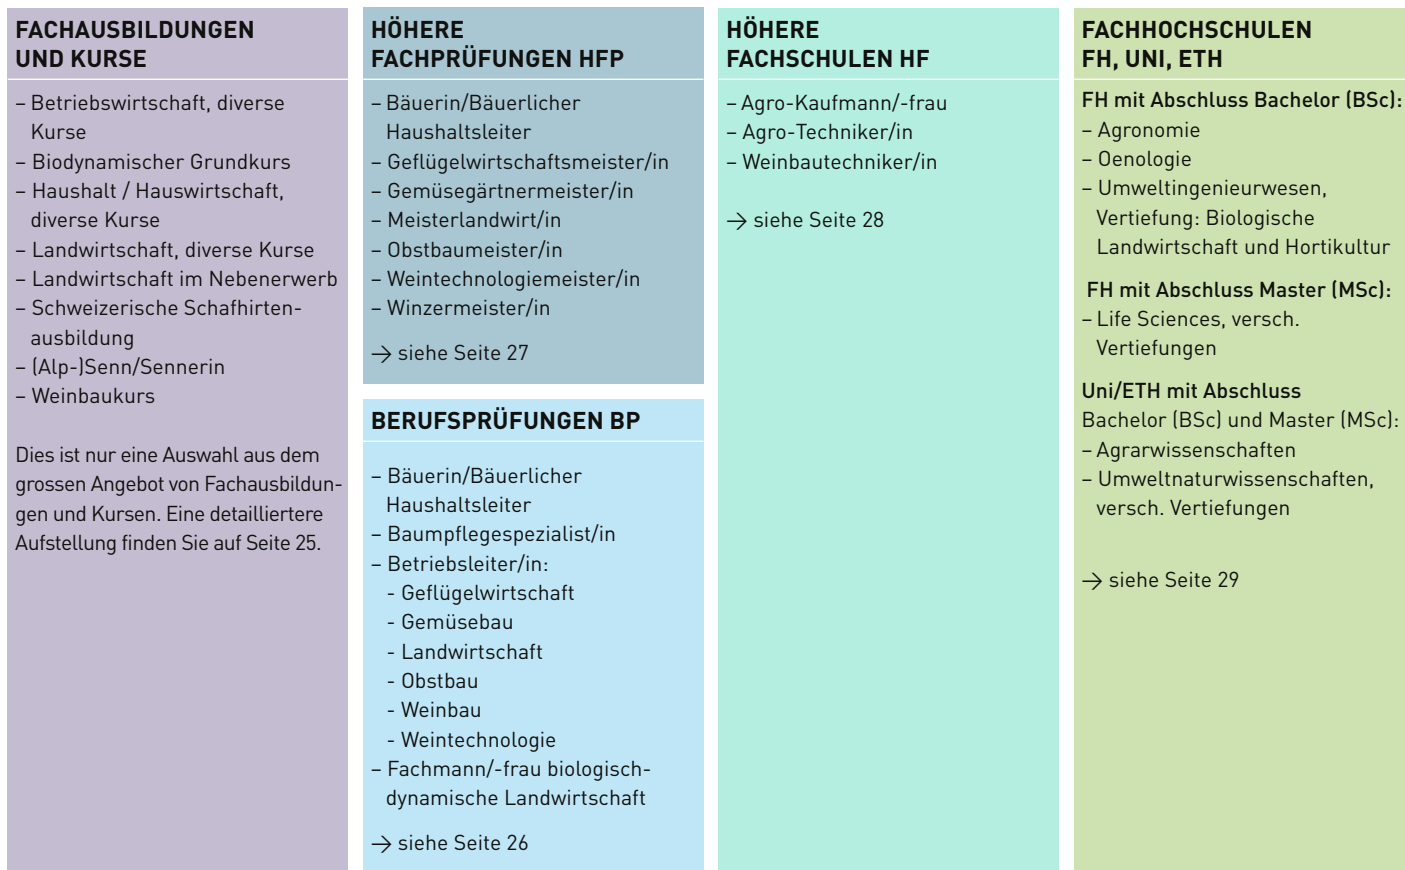 FACHAUSBILDUNGEN
UND KURSE
– Betriebswirtschaft, diverse
Kurse
– Biodynamischer Grundkurs
– Haushalt / Hauswirtschaft,
diverse Kurse
– Landwirtschaft, diverse Kurse
– Landwirtschaft im Nebenerwerb
– Schweizerische Schafhirten-
ausbildung
– (Alp-)Senn/Sennerin
– Weinbaukurs
Dies ist nur eine Auswahl aus dem
grossen Angebot von Fachausbildun-
gen und Kursen. Eine detailliertere
Aufstellung finden Sie auf Seite 25.
HÖHERE
FACHPRÜFUNGEN HFP
– Bäuerin/Bäuerlicher
Haushaltsleiter
– Geflügelwirtschaftsmeister/in
– Gemüsegärtnermeister/in
– Meisterlandwirt/in
– Obstbaumeister/in
– Weintechnologiemeister/in
– Winzermeister/in
→ siehe Seite 27
BERUFSPRÜFUNGEN BP
– Bäuerin/Bäuerlicher
Haushaltsleiter
– Baumpflegespezialist/in
– Betriebsleiter/in:
- Geflügelwirtschaft
- Gemüsebau
- Landwirtschaft
- Obstbau
- Weinbau
- Weintechnologie
– Fachmann/-frau biologisch-
dynamische Landwirtschaft
→ siehe Seite 26
HÖHERE
FACHSCHULEN HF
– Agro-Kaufmann/-frau
– Agro-Techniker/in
– Weinbautechniker/in
→ siehe Seite 28
FACHHOCHSCHULEN
FH, UNI, ETH
FH mit Abschluss Bachelor (BSc):
– Agronomie
– Oenologie
– Umweltingenieurwesen,
Vertiefung: Biologische
Landwirtschaft und Hortikultur
FH mit Abschluss Master (MSc):
– Life Sciences, versch.
Vertiefungen
Uni/ETH mit Abschluss
Bachelor (BSc) und Master (MSc):
– Agrarwissenschaften
– Umweltnaturwissenschaften,
versch. Vertiefungen
→ siehe Seite 29